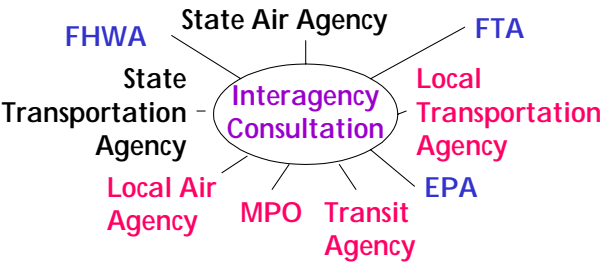 State Air Agency
FHWA
FTA
State
Transportation
Agency
Interagency
Consultation
Local
Transportation
Agency
Local Air
Agency
MPO
Transit
Agency
EPA